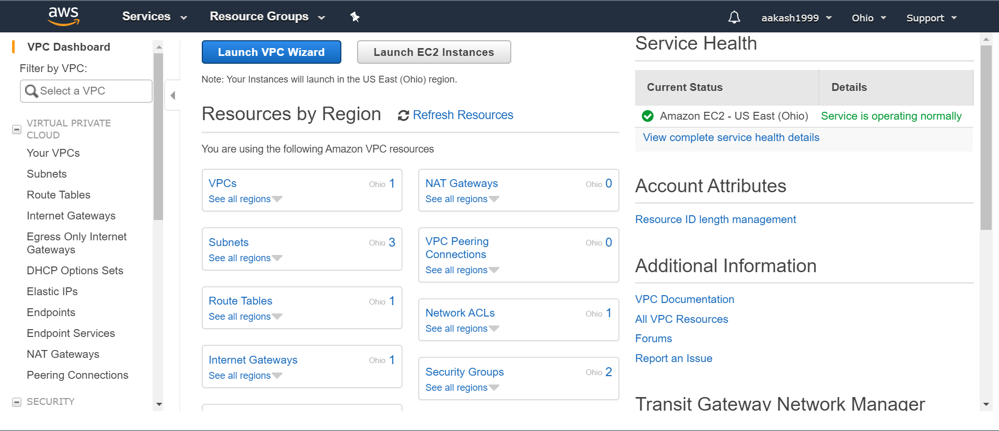 aws
Services
Resource Groups
aakash1999
Ohio
Support
VPC Dashboard
Filter by VPC:
Select a VPC
VIRTUAL PRIVATE
CLOUD
Your VPCs
Subnets
Route Tables
Internet Gateways
Egress Only Internet
Gateways
DHCP Options Sets
Elastic IPs
Endpoints
Endpoint Services
NAT Gateways
Peering Connections
SECURITY
Launch VPC Wizard
Launch EC2 Instances
Note: Your Instances will launch in the US East (Ohio) region.
Resources by Region
Refresh Resources
You are using the following Amazon VPC resources
VPCs Ohio 1
See all regions
Subnets Ohio 3
See all regions
Route Tables Ohio 1
See all regions
Internet Gateways Ohio 1
See all regions
NAT Gateways Ohio 0
See all regions
VPC Peering Ohio 0
Connections
See all regions
Network ACLs Ohio 1
See all regions
Security Groups Ohio 2
See all regions
Service Health
Current Status Details
Amazon EC2 - US East (Ohio) Service is operating normally
View complete service health details
Account Attributes
Resource ID length management
Additional Information
VPC Documentation
All VPC Resources
Forums
Report an Issue
Transit Gateway Network Manager